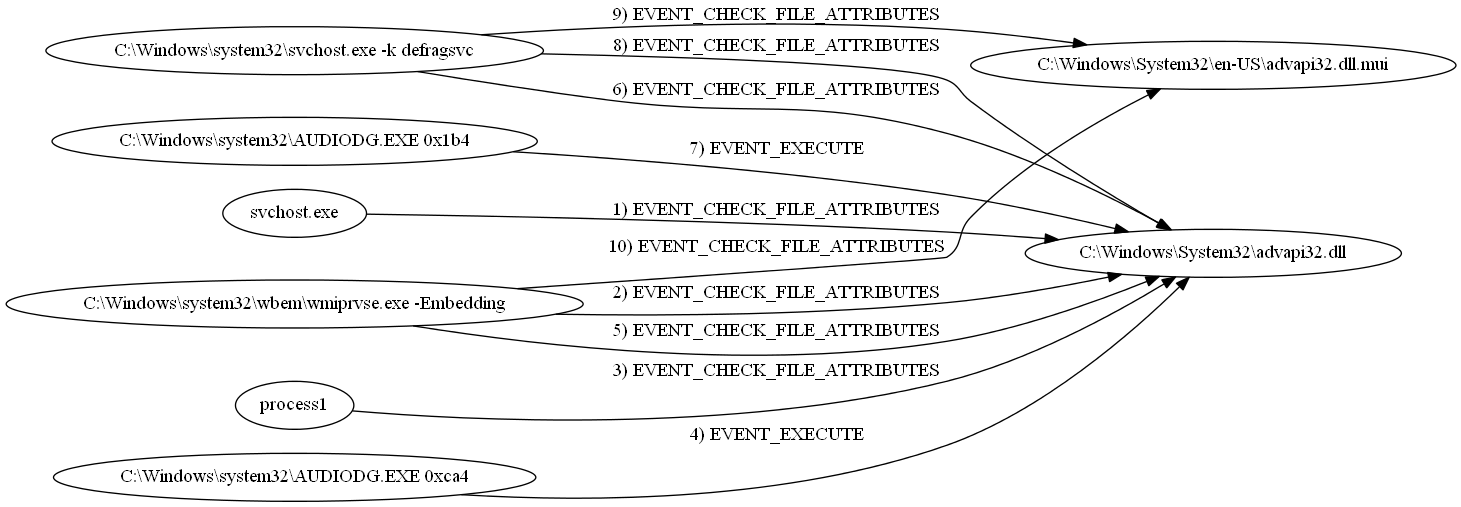 9) EVENT_CHECK_FILE_ATTRIBUTES
C:\Windows\system32\svchost.exe -k defragsvc
8) EVENT_CHECK_FILE_ATTRIBUTES
C:\Windows\System32\en-US\advapi32.dll.mui
6) EVENT_CHECK_FILE_ATTRIBUTES
C:\Windows\system32\AUDIODG.EXE 0x1b4
7) EVENT_EXECUTE
svchost.exe
1) EVENT_CHECK_FILE_ATTRIBUTES
10) EVENT_CHECK_FILE_ATTRIBUTES
C:\Windows\System32\advapi32.dll
2) EVENT_CHECK_FILE_ATTRIBUTES
C:\Windows\system32\wbem\wmiprvse.exe -Embedding
5) EVENT_CHECK_FILE_ATTRIBUTES
3) EVENT_CHECK_FILE_ATTRIBUTES
process1
4) EVENT_EXECUTE
C:\Windows\system32\AUDIODG.EXE 0xca4